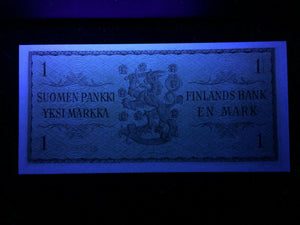 1 1
SUOMEN PANKKI FINLANDS BANK
YKSI MARKKA EN MARK
1 1